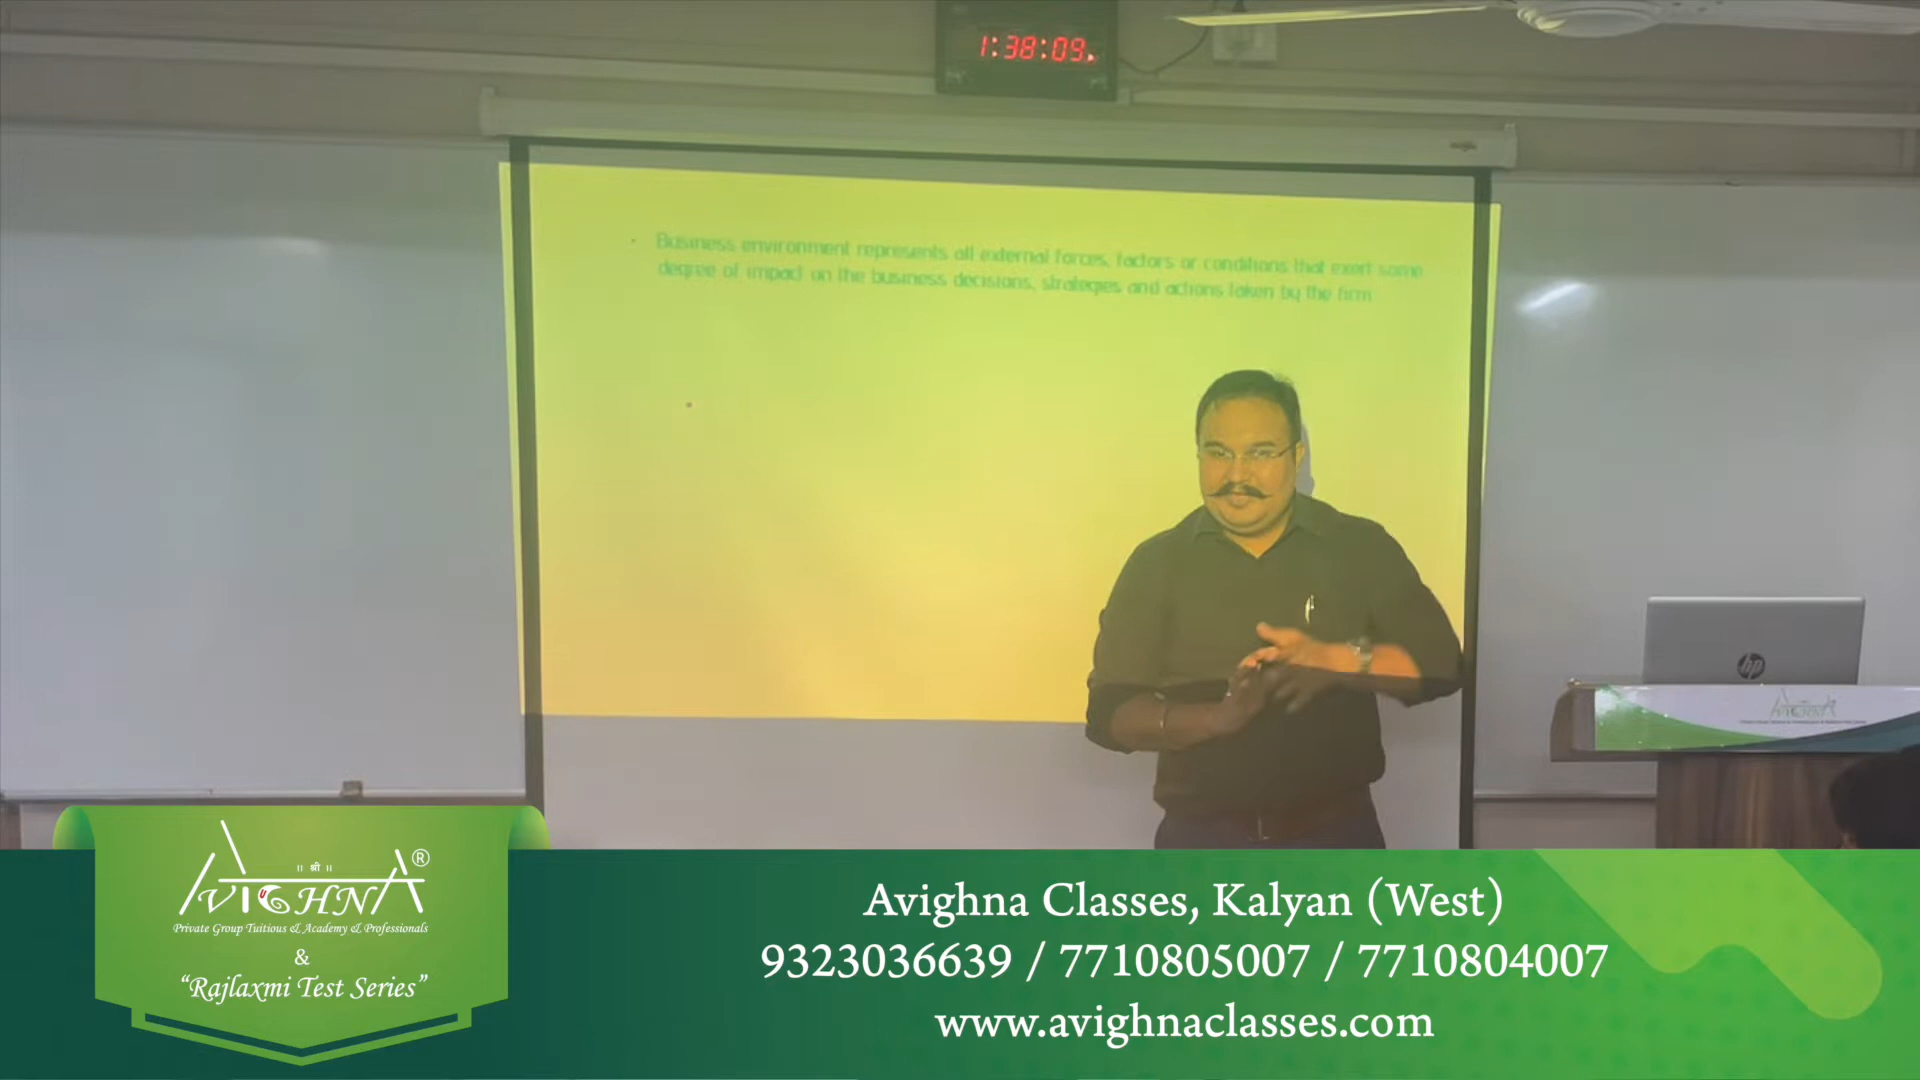 1:38:09
Business environment represents all external forces, factors or conditions that exert some
degree of impact on the business decisions, strategies and actions taken by the firm
hp
AVIGHNA
॥ श्री ॥
AVIGHNA®
Private Group Tuitious & Academy & Professionals
&
“Rajlaxmi Test Series”
Avighna Classes, Kalyan (West)
9323036639 / 7710805007 / 7710804007
www.avighnaclasses.com